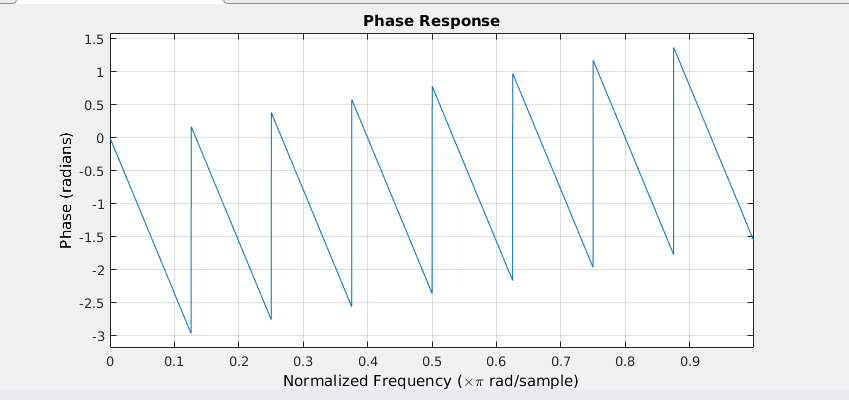 Phase Response
1.5
1
0.5
0
-0.5
-1
-1.5
-2
-2.5
-3
Phase (radians)
0 0.1 0.2 0.3 0.4 0.5 0.6 0.7 0.8 0.9
Normalized Frequency (×π rad/sample)